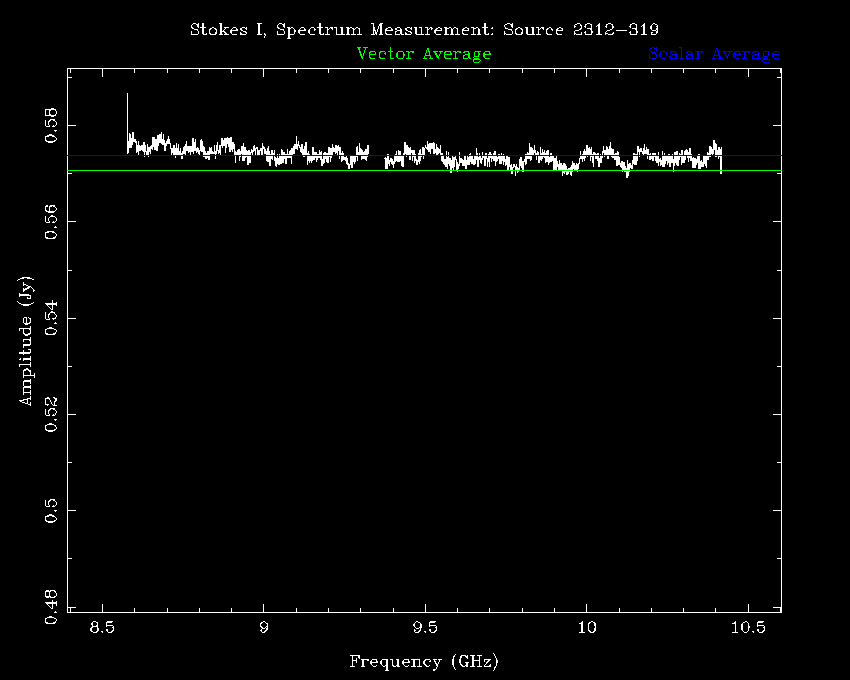 Stokes I, Spectrum Measurement: Source 2312−319
Vector Average Scalar Average
0.58
0.56
0.54
0.52
0.5
0.48
Amplitude (Jy)
8.5 9 9.5 10 10.5
Frequency (GHz)